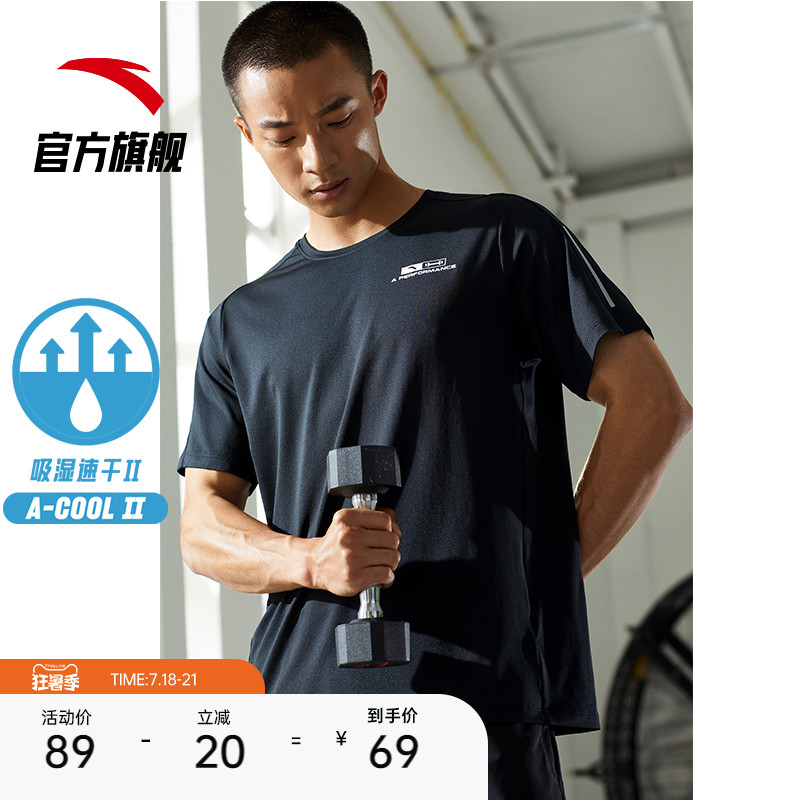 官方旗舰
A PERFORMANCE
吸湿速干II
A-COOL II
狂暑季
TIME:7.18-21
活动价 立减 到手价
89 - 20 = ¥ 69